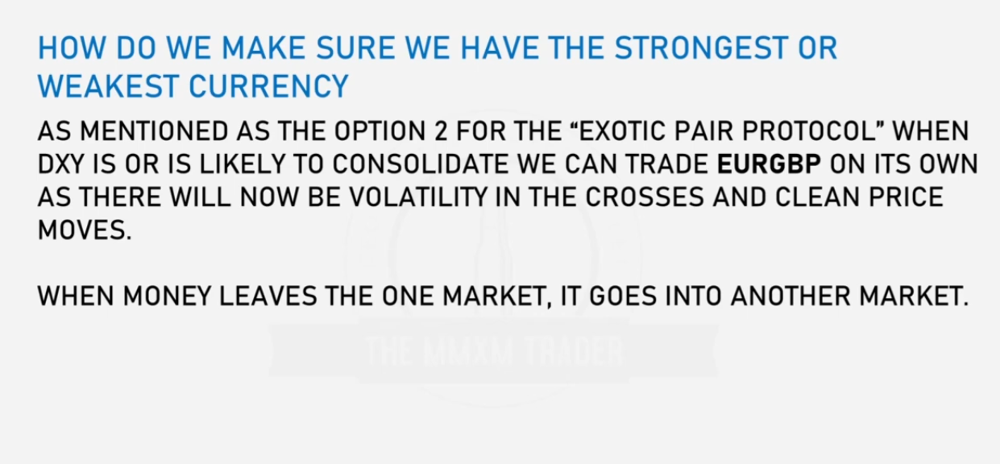 HOW DO WE MAKE SURE WE HAVE THE STRONGEST OR
WEAKEST CURRENCY
AS MENTIONED AS THE OPTION 2 FOR THE “EXOTIC PAIR PROTOCOL” WHEN
DXY IS OR IS LIKELY TO CONSOLIDATE WE CAN TRADE EURGBP ON ITS OWN
AS THERE WILL NOW BE VOLATILITY IN THE CROSSES AND CLEAN PRICE
MOVES.
WHEN MONEY LEAVES THE ONE MARKET, IT GOES INTO ANOTHER MARKET.
THE MMXM TRADER